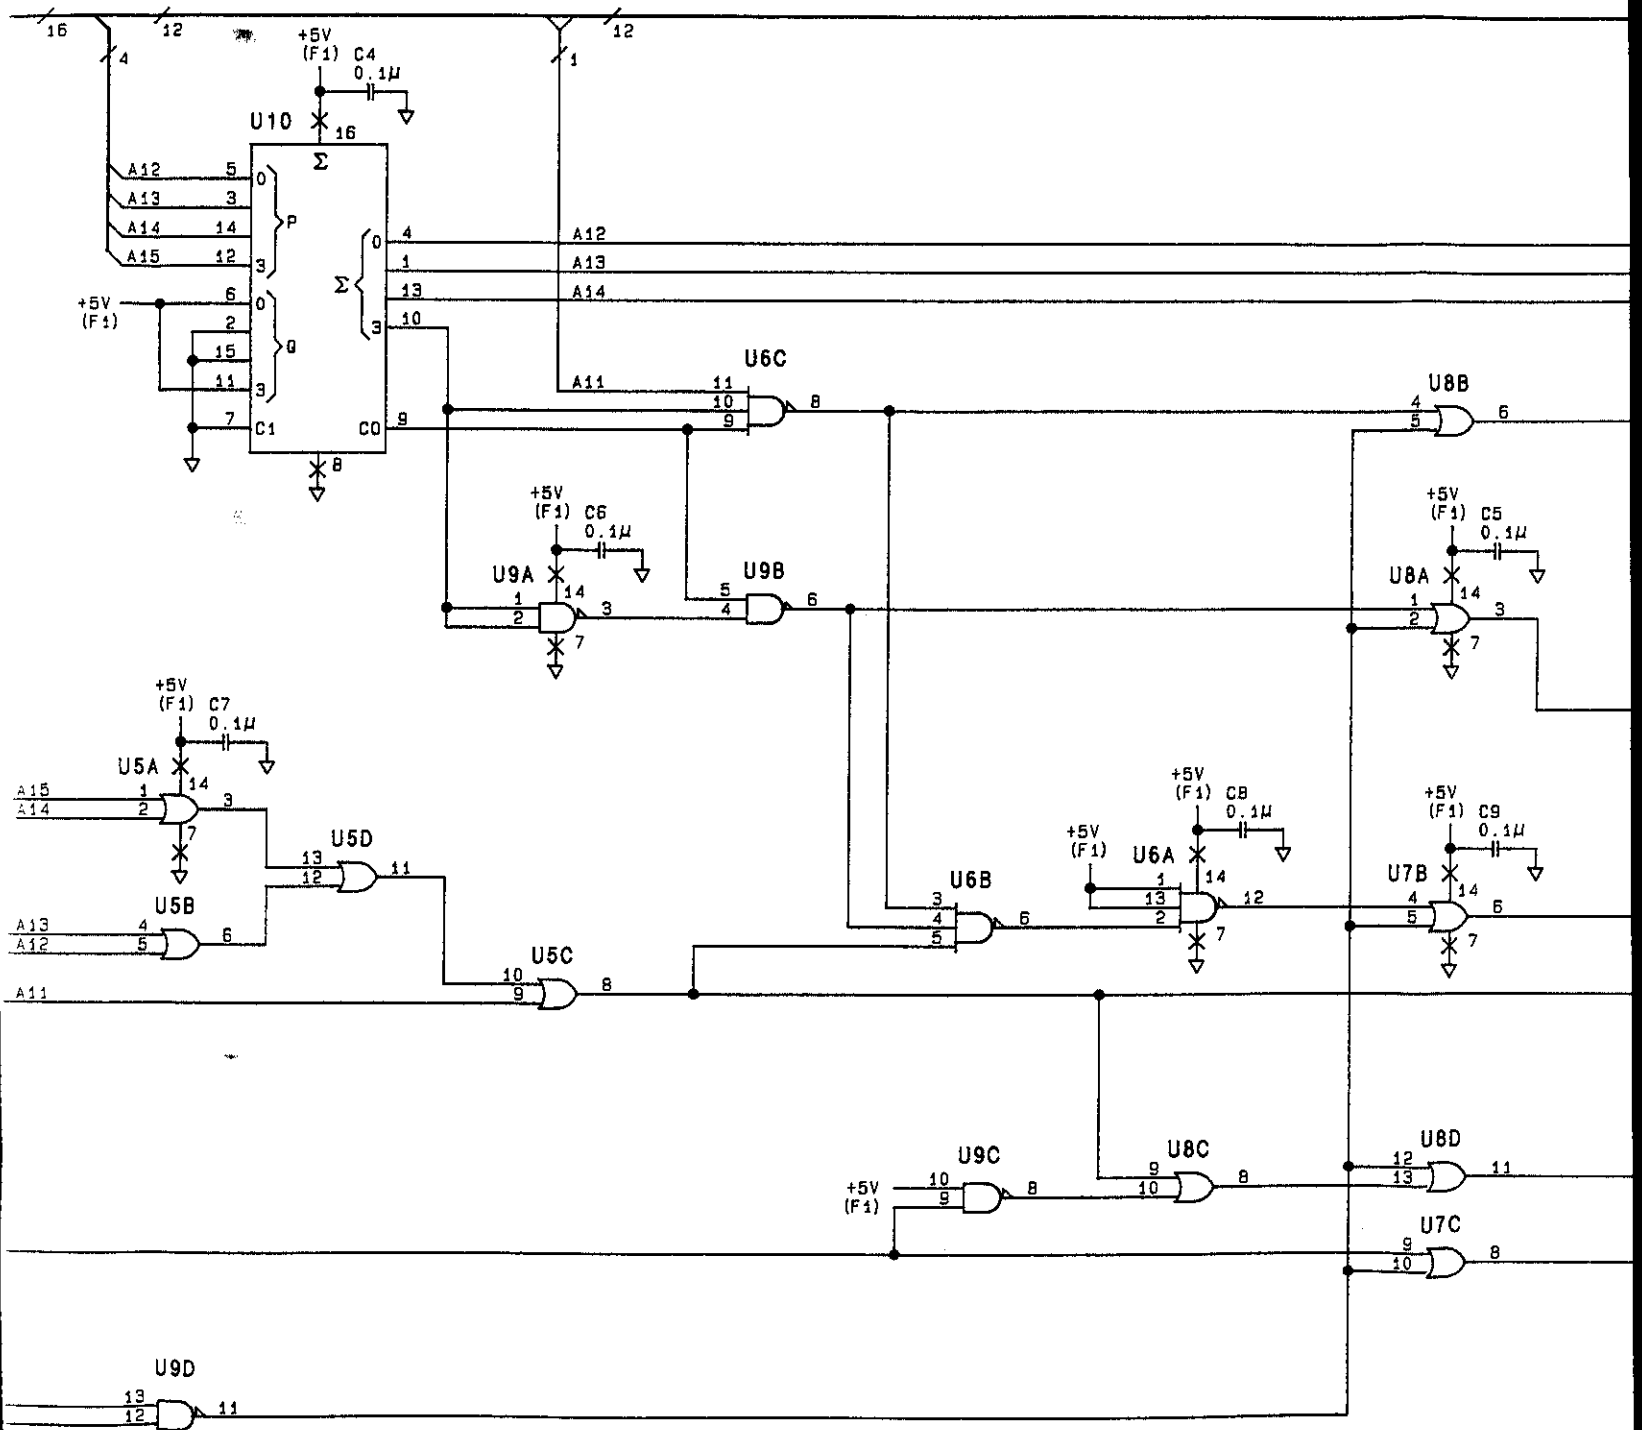 16 12 12
4 1
+5V
(F1) C4
0.1µ
U10 16
Σ
A12 5 0
A13 3
A14 14 P
A15 12 3
0 4 A12
1 A13
Σ 13 A14
3 10
+5V
(F1)
6 0
2
15 Q
11 3
7 C1
CO 9
8
U6C
A11 11
10
9
8
U8B
4
5
6
+5V
(F1) C6
0.1µ
U9A
14
1
2
3
7
U9B
5
4
6
+5V
(F1) C5
0.1µ
U8A
14
1
2
3
7
+5V
(F1) C7
0.1µ
U5A
14
A15 1
A14 2
3
7
U5D
13
12
11
U5B
A13 4
A12 5
6
U5C
10
A11 9
8
U6B
3
4
5
6
+5V
(F1)
+5V
(F1) C8
0.1µ
U6A
14
1
13
2
12
7
+5V
(F1) C9
0.1µ
U7B
14
4
5
6
7
U9C
+5V
(F1)
10
9
8
U8C
9
10
8
U8D
12
13
11
U7C
9
10
8
U9D
13
12
11